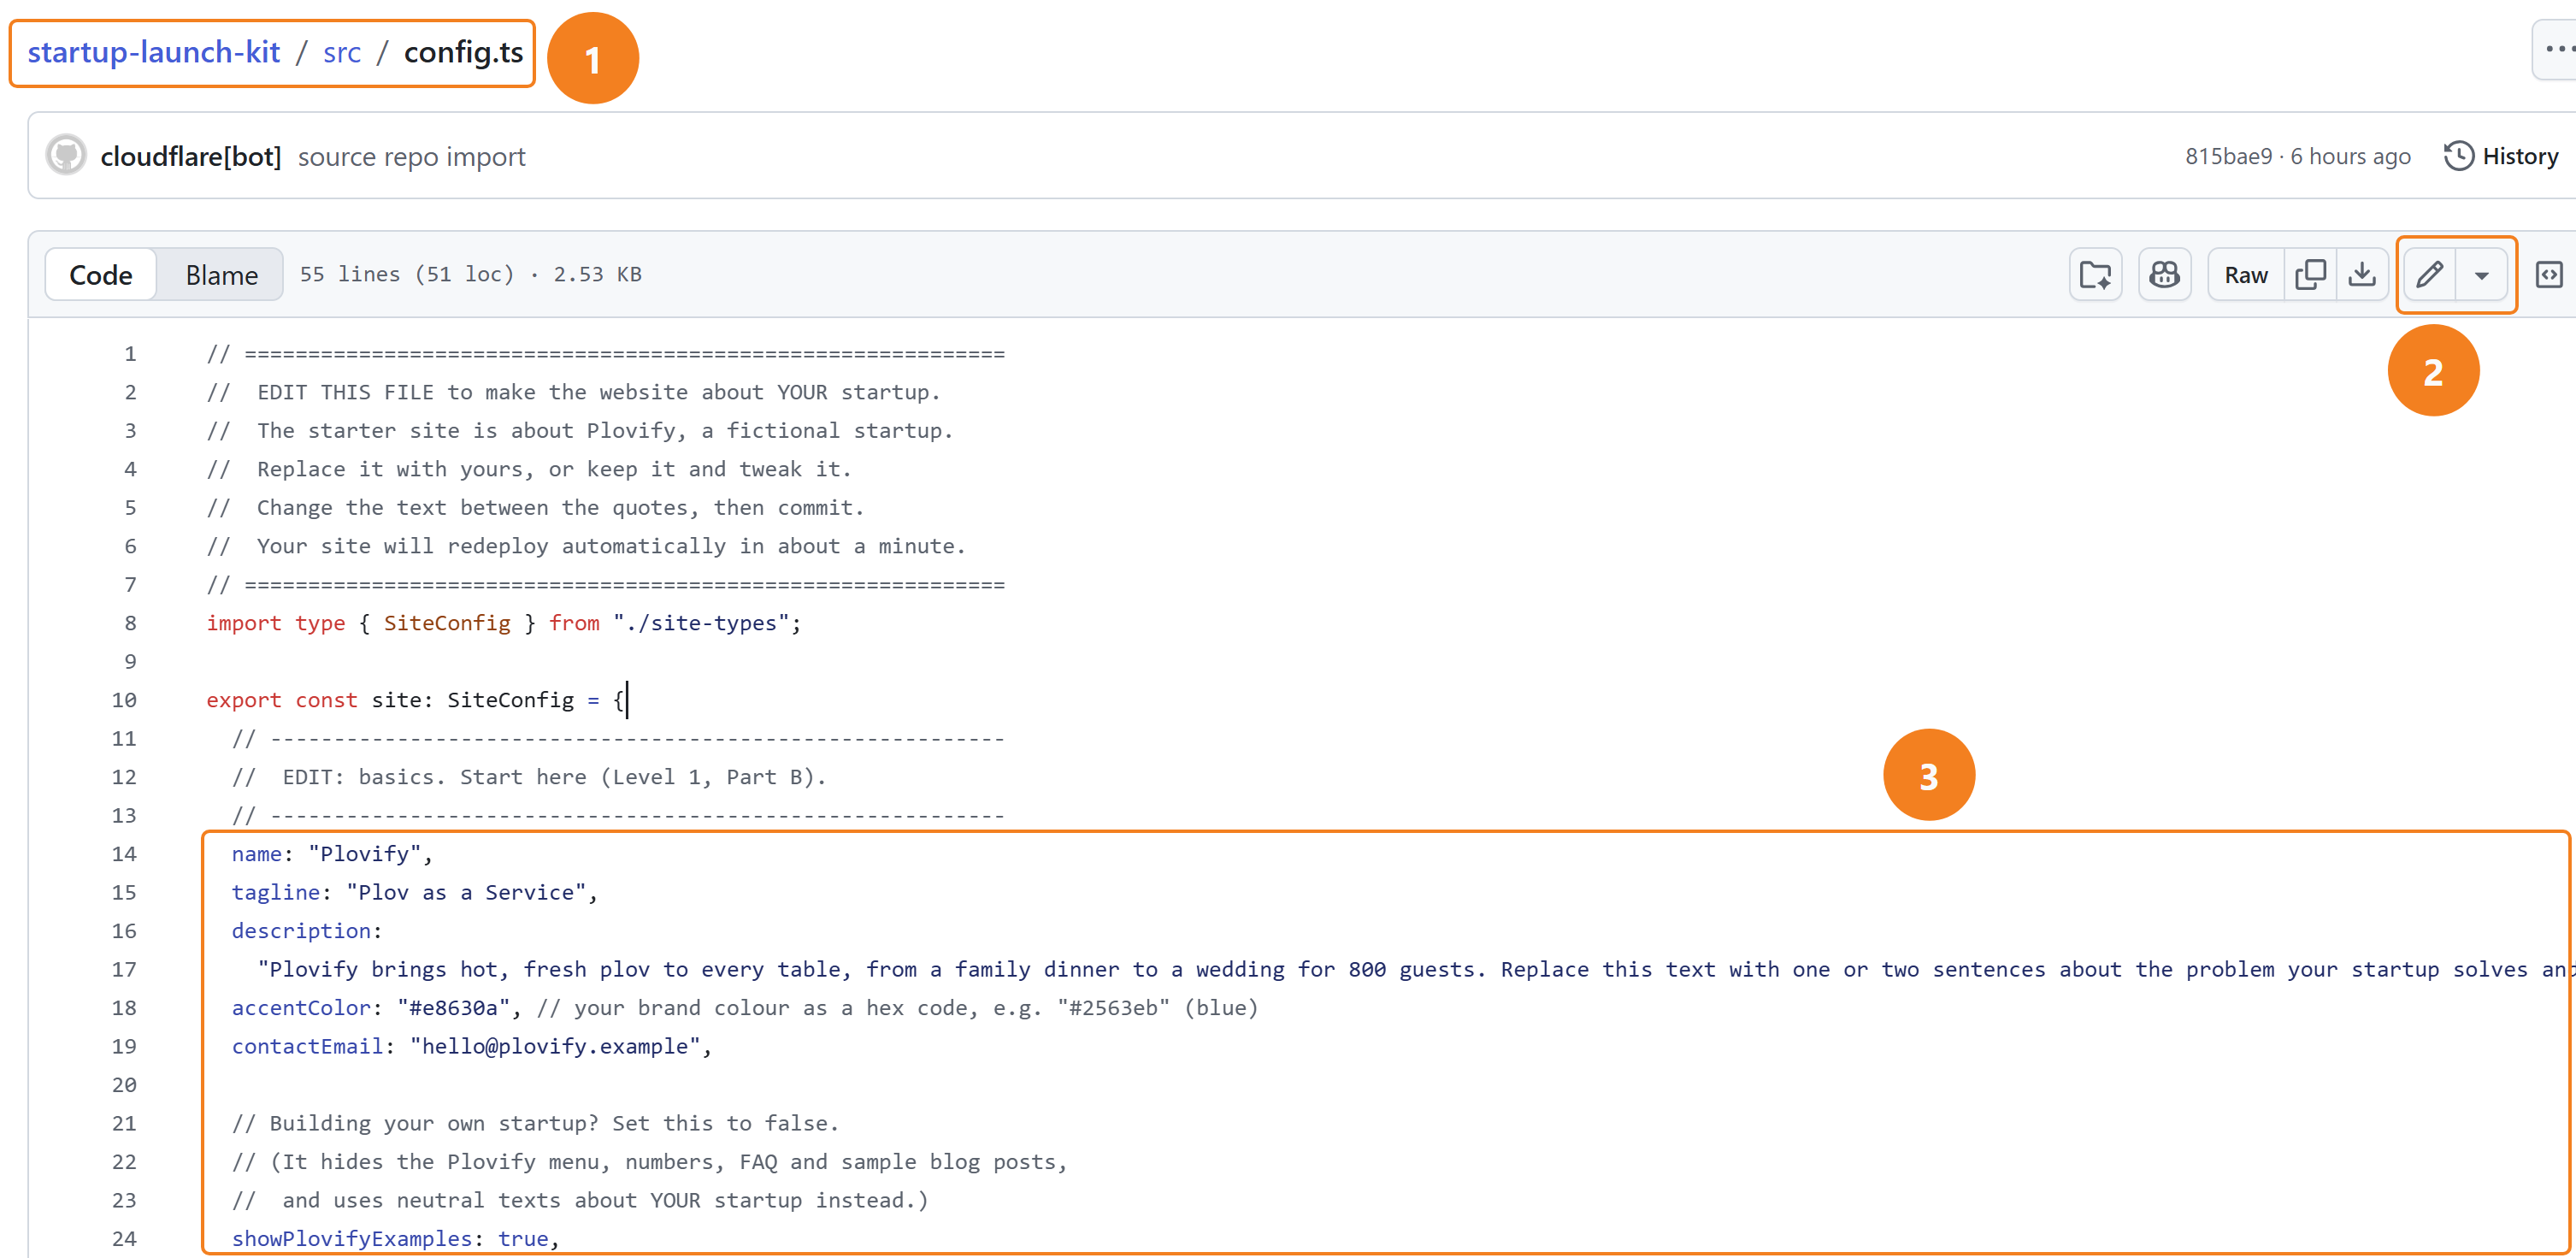 startup-launch-kit / src / config.ts
1
cloudflare[bot] source repo import 815bae9 · 6 hours ago History
Code Blame 55 lines (51 loc) · 2.53 KB Raw
2
1 // ============================================================
2 //  EDIT THIS FILE to make the website about YOUR startup.
3 //  The starter site is about Plovify, a fictional startup.
4 //  Replace it with yours, or keep it and tweak it.
5 //  Change the text between the quotes, then commit.
6 //  Your site will redeploy automatically in about a minute.
7 // ============================================================
8 import type { SiteConfig } from "./site-types";
9
10 export const site: SiteConfig = {
11   // ----------------------------------------------------------
12   //  EDIT: basics. Start here (Level 1, Part B).
3
13   // ----------------------------------------------------------
14   name: "Plovify",
15   tagline: "Plov as a Service",
16   description:
17     "Plovify brings hot, fresh plov to every table, from a family dinner to a wedding for 800 guests. Replace this text with one or two sentences about the problem your startup solves
18   accentColor: "#e8630a", // your brand colour as a hex code, e.g. "#2563eb" (blue)
19   contactEmail: "hello@plovify.example",
20
21   // Building your own startup? Set this to false.
22   // (It hides the Plovify menu, numbers, FAQ and sample blog posts,
23   //  and uses neutral texts about YOUR startup instead.)
24   showPlovifyExamples: true,